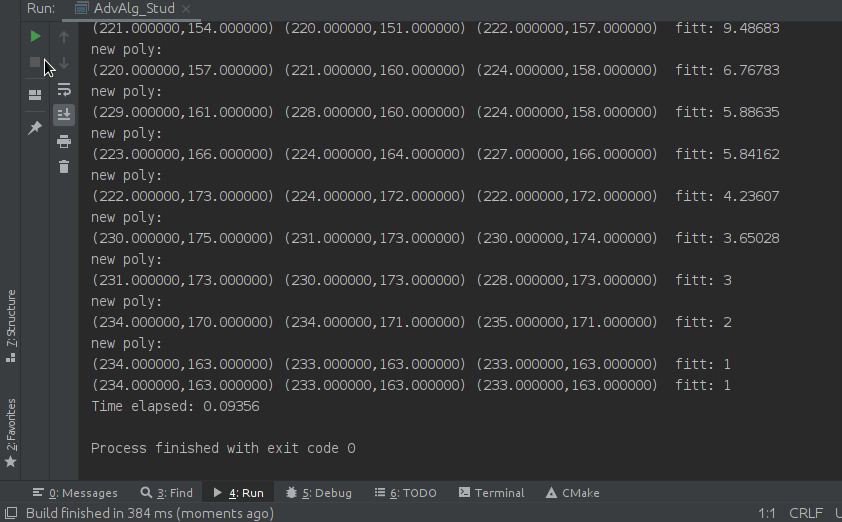 Run: AdvAlg_Stud
(221.000000,154.000000) (220.000000,151.000000) (222.000000,157.000000) fitt: 9.48683
new poly:
(220.000000,157.000000) (221.000000,160.000000) (224.000000,158.000000) fitt: 6.76783
new poly:
(229.000000,161.000000) (228.000000,160.000000) (224.000000,158.000000) fitt: 5.88635
new poly:
(223.000000,166.000000) (224.000000,164.000000) (227.000000,166.000000) fitt: 5.84162
new poly:
(222.000000,173.000000) (224.000000,172.000000) (222.000000,172.000000) fitt: 4.23607
new poly:
(230.000000,175.000000) (231.000000,173.000000) (230.000000,174.000000) fitt: 3.65028
new poly:
(231.000000,173.000000) (230.000000,173.000000) (228.000000,173.000000) fitt: 3
new poly:
(234.000000,170.000000) (234.000000,171.000000) (235.000000,171.000000) fitt: 2
new poly:
(234.000000,163.000000) (233.000000,163.000000) (233.000000,163.000000) fitt: 1
(234.000000,163.000000) (233.000000,163.000000) (233.000000,163.000000) fitt: 1
Time elapsed: 0.09356
Process finished with exit code 0
7: Structure
2: Favorites
0: Messages 3: Find 4: Run 5: Debug 6: TODO Terminal CMake
Build finished in 384 ms (moments ago) 1:1 CRLF